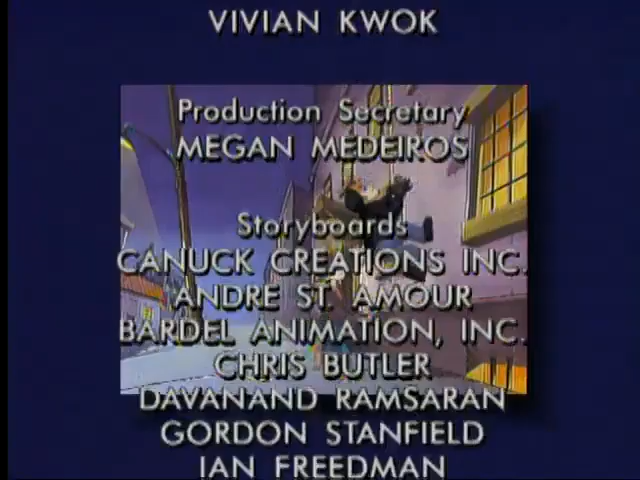 VIVIAN KWOK
Production Secretary
MEGAN MEDEIROS
Storyboards
CANUCK CREATIONS INC.
ANDRE ST. AMOUR
BARDEL ANIMATION, INC.
CHRIS BUTLER
DAVANAND RAMSARAN
GORDON STANFIELD
IAN FREEDMAN